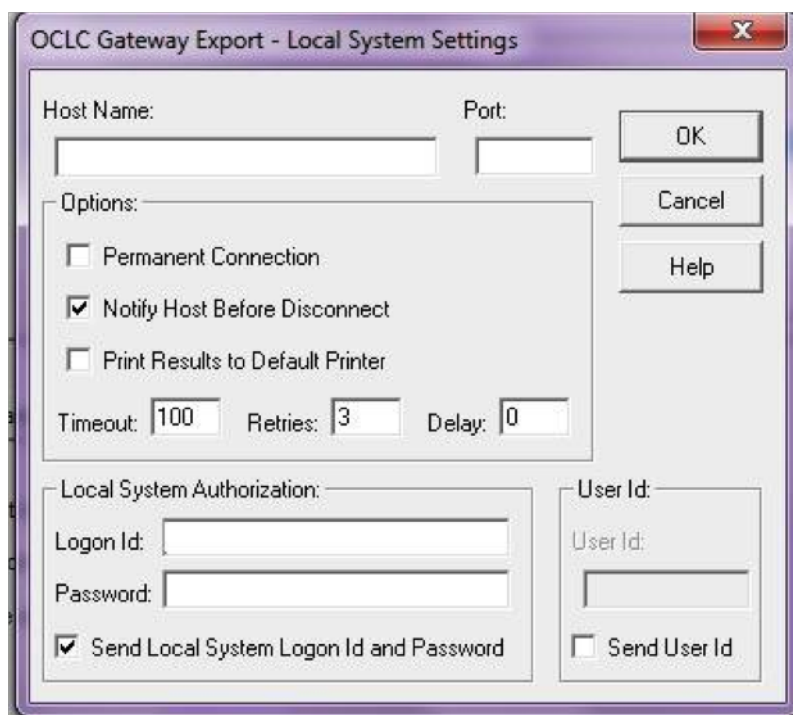 OCLC Gateway Export - Local System Settings
Host Name: Port:
OK
Options:
Cancel
Permanent Connection
Help
Notify Host Before Disconnect
Print Results to Default Printer
Timeout: 100 Retries: 3 Delay: 0
Local System Authorization: User Id:
Logon Id: User Id:
Password:
Send Local System Logon Id and Password Send User Id